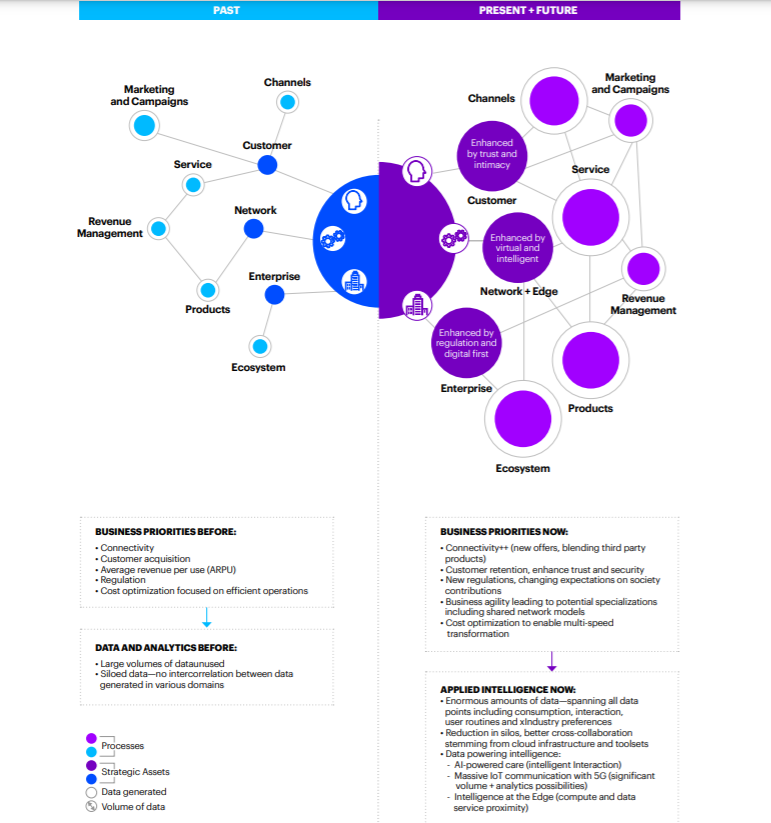 PAST
PRESENT + FUTURE
Marketing
and Campaigns
Channels
Customer
Service
Network
Revenue
Management
Enterprise
Products
Ecosystem
Channels
Marketing
and Campaigns
Enhanced
by trust and
intimacy
Service
Customer
Enhanced by
virtual and
intelligent
Network + Edge
Revenue
Management
Enhanced by
regulation and
digital first
Enterprise
Products
Ecosystem
BUSINESS PRIORITIES BEFORE:
• Connectivity
• Customer acquisition
• Average revenue per use (ARPU)
• Regulation
• Cost optimization focused on efficient operations
DATA AND ANALYTICS BEFORE:
• Large volumes of dataunused
• Siloed data—no intercorrelation between data
generated in various domains
Processes
Strategic Assets
Data generated
Volume of data
BUSINESS PRIORITIES NOW:
• Connectivity++ (new offers, blending third party
products)
• Customer retention, enhance trust and security
• New regulations, changing expectations on society
contributions
• Business agility leading to potential specializations
including shared network models
• Cost optimization to enable multi-speed
transformation
APPLIED INTELLIGENCE NOW:
• Enormous amounts of data—spanning all data
points including consumption, interaction,
user routines and xIndustry preferences
• Reduction in silos, better cross-collaboration
stemming from cloud infrastructure and toolsets
• Data powering intelligence:
- AI-powered care (intelligent Interaction)
- Massive IoT communication with 5G (significant
volume + analytics possibilities)
- Intelligence at the Edge (compute and data
service proximity)